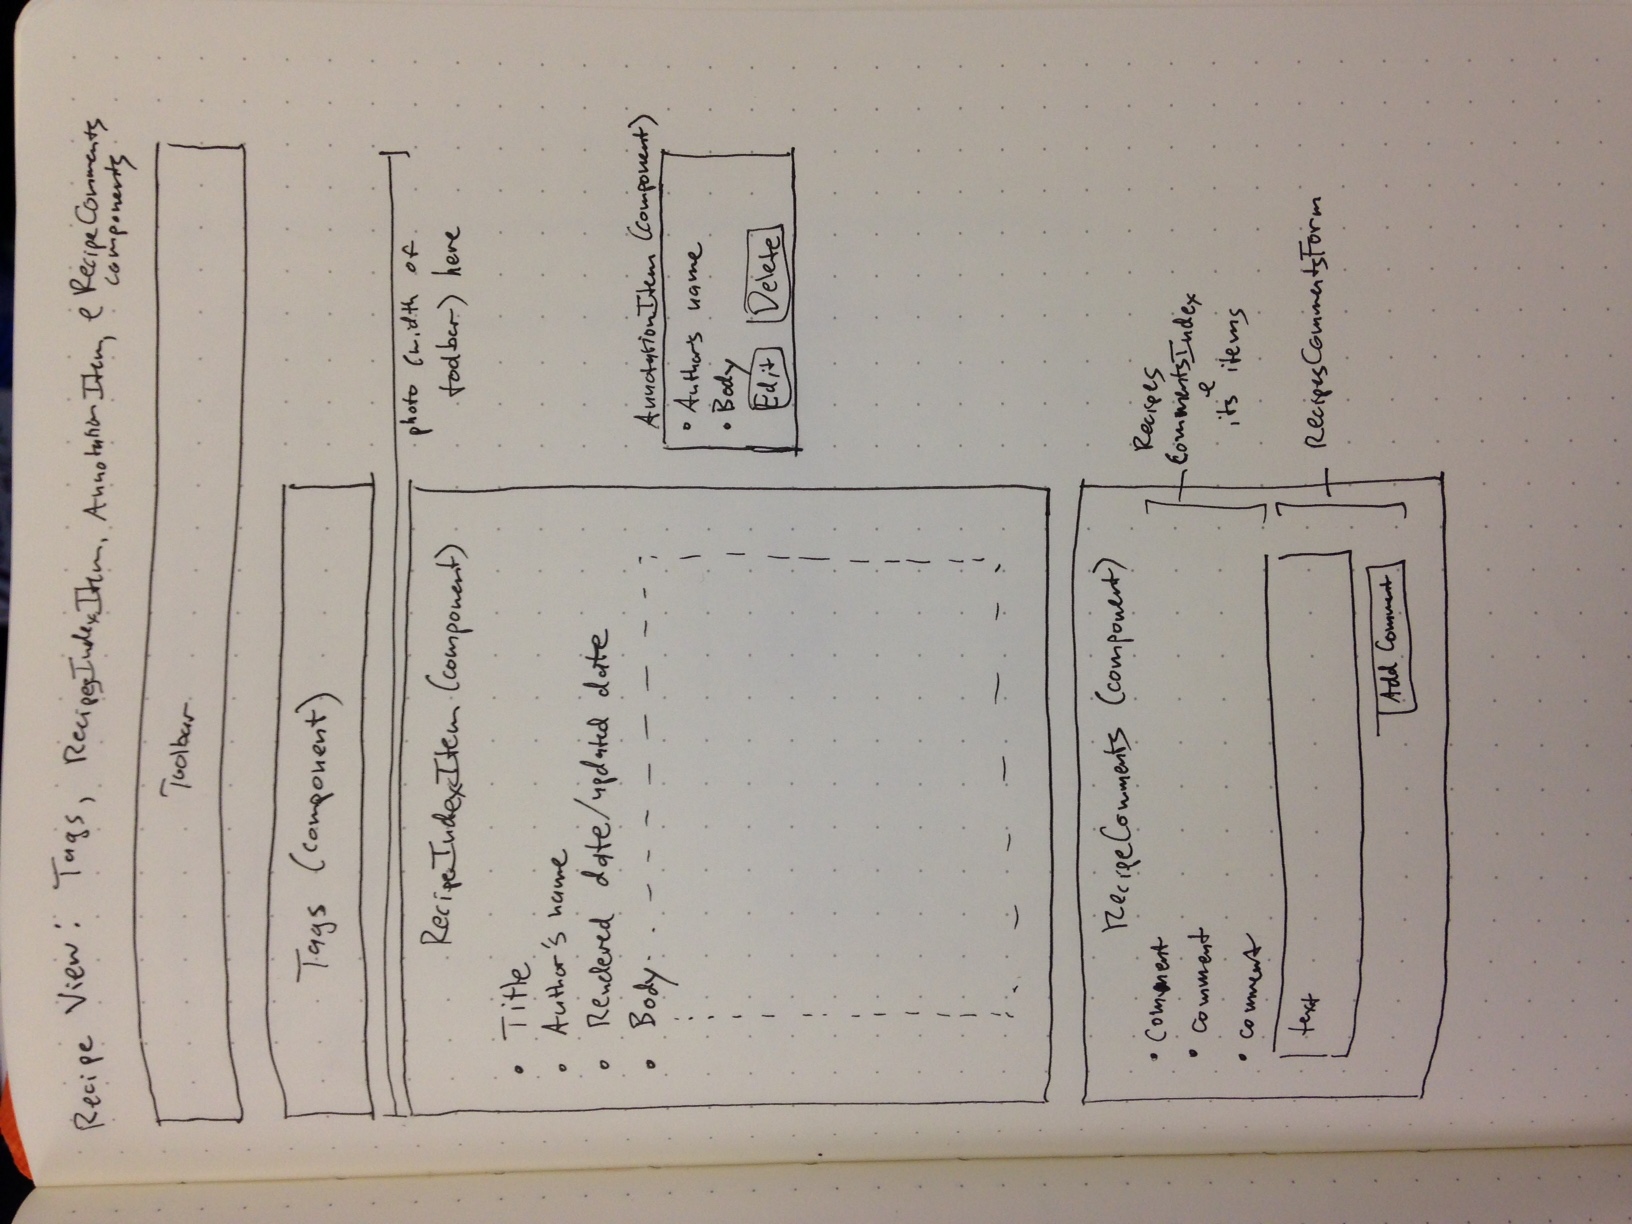 Recipe View: Tags, RecipesIndexItem, AnnotationItem, e RecipeComments
components
Toolbar
Tags (component)
photo (width of
toolbar) here
RecipeIndexItem (component)
• Title
• Author's name
• Rendered date/updated date
• Body
AnnotationItem (component)
• Author's name
• Body
Edit Delete
RecipeComments (component)
• Comment
• comment
• comment
Recipes
CommentsIndex
e
its items
text
RecipesCommentsForm
Add Comment